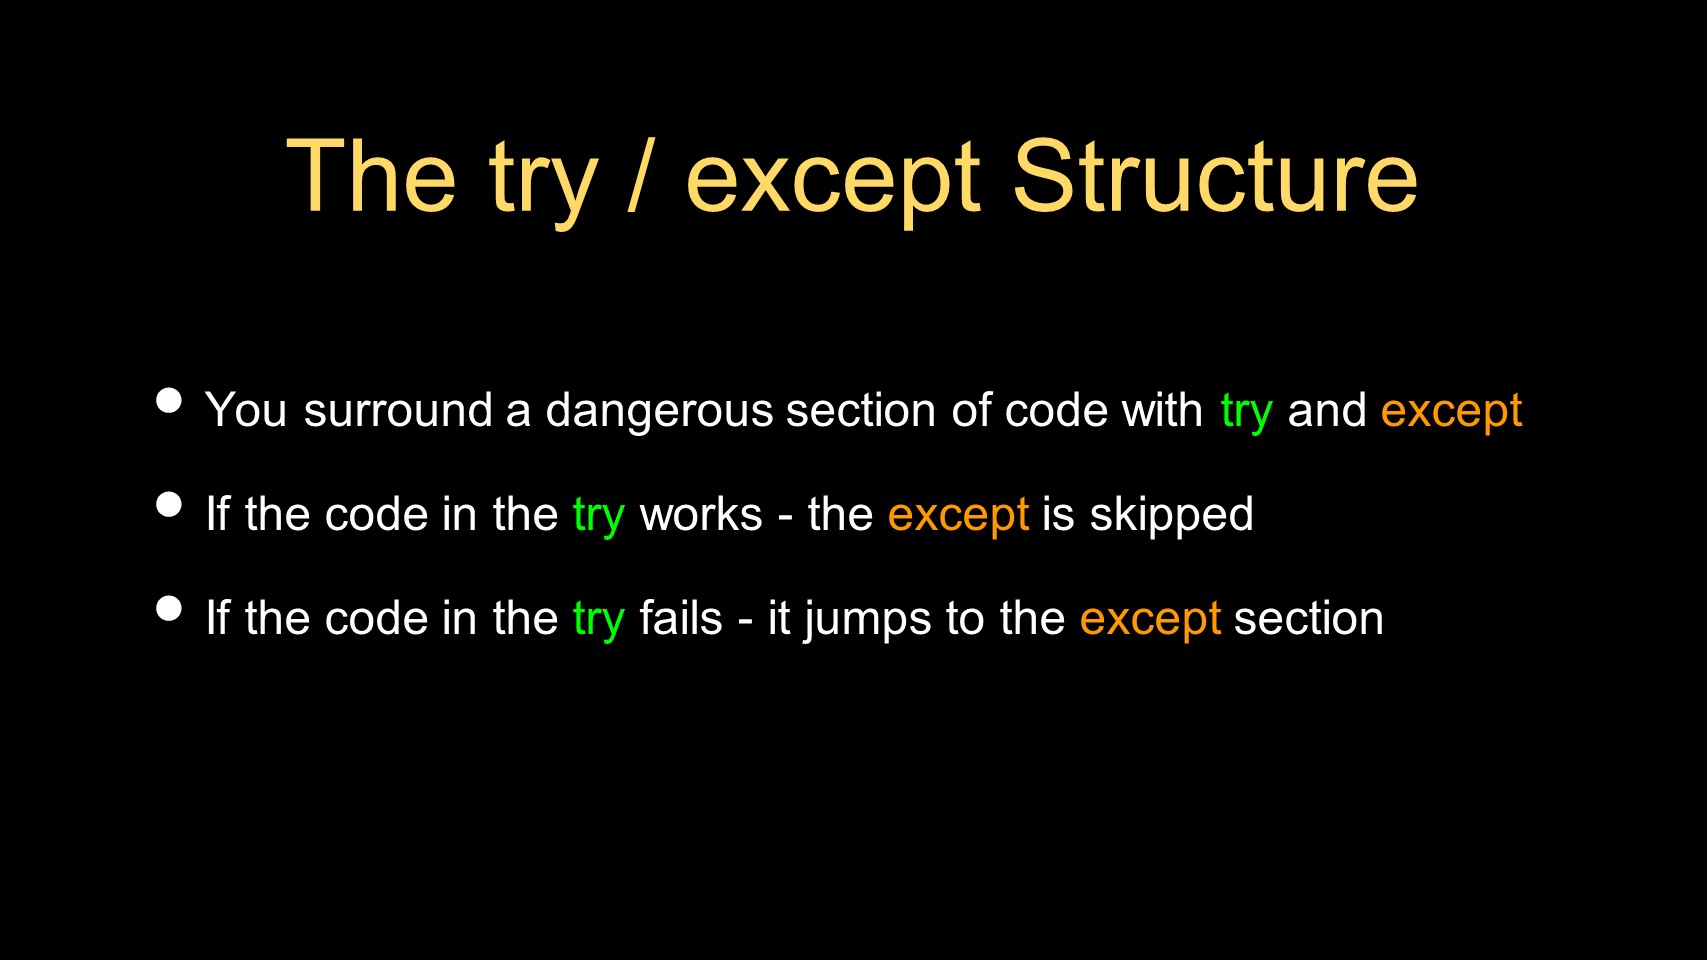 The try / except Structure
You surround a dangerous section of code with try and except
If the code in the try works - the except is skipped
If the code in the try fails - it jumps to the except section